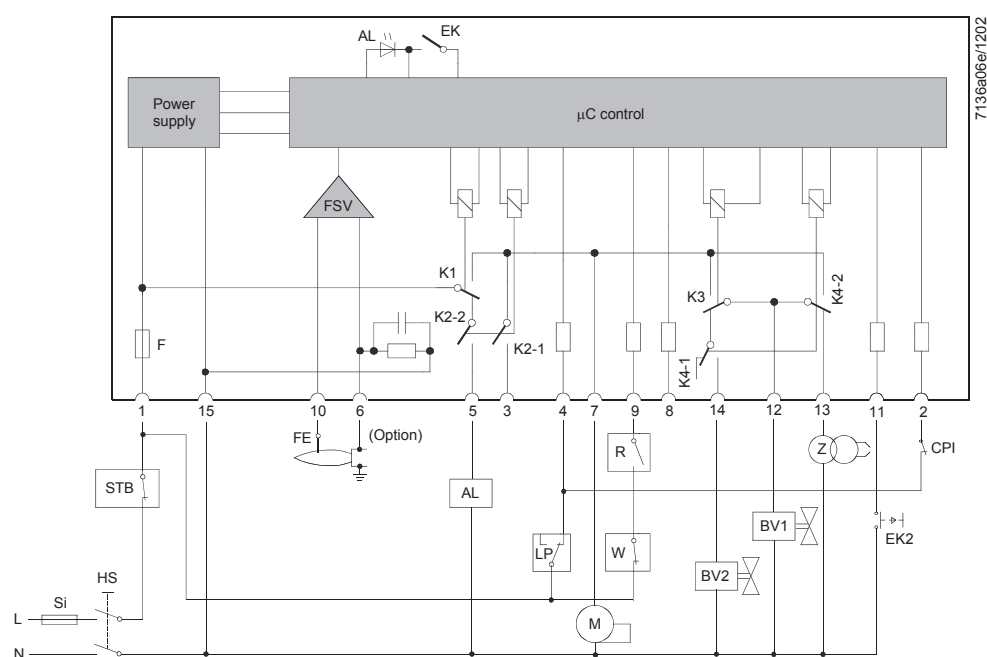 7136a06e/1202
AL
EK
Power
supply
µC control
FSV
K1
K2-2
K2-1
K3
K4-2
K4-1
F
1
15
10
6
5
3
4
7
9
8
14
12
13
11
2
FE
(Option)
STB
AL
R
Z
CPI
LP
W
BV1
EK2
BV2
HS
Si
M
L
N